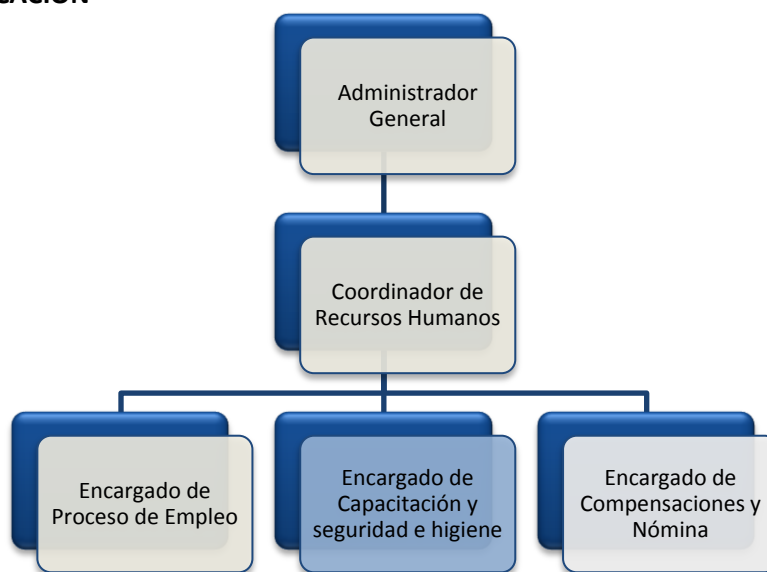 Administrador
General
Coordinador de
Recursos Humanos
Encargado de
Proceso de Empleo
Encargado de
Capacitación y
seguridad e higiene
Encargado de
Compensaciones y
Nómina